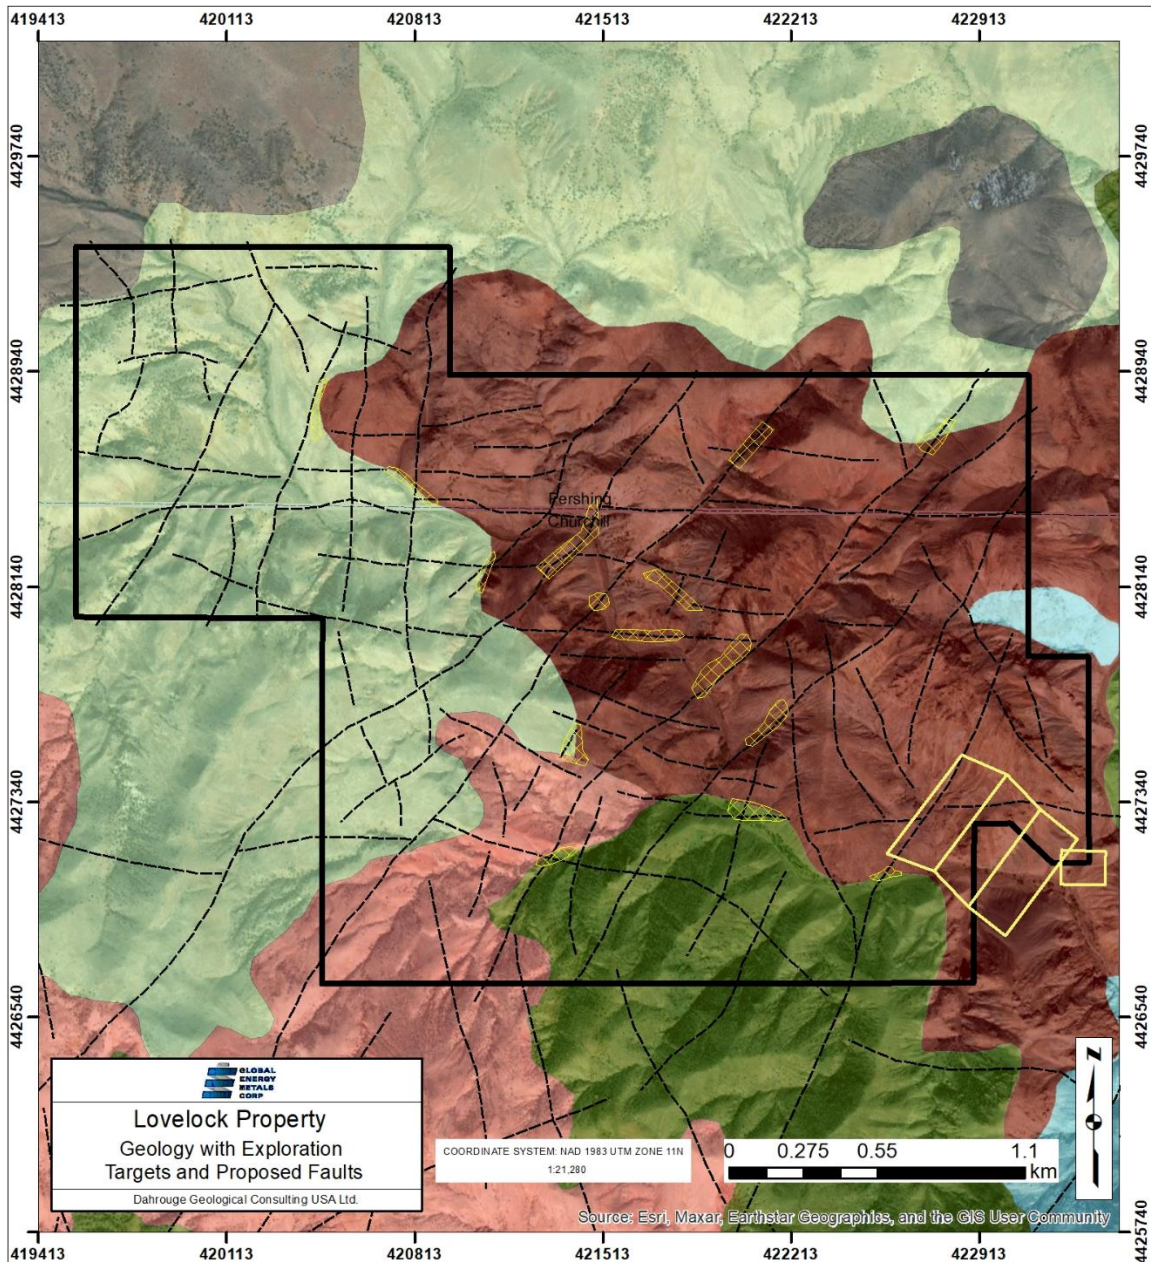 419413 420113 420813 421513 422213 422913
4429740 4429740
4428940 4428940
Pershing
Churchill
4428140 4428140
4427340 4427340
4426540 4426540
GLOBAL
ENERGY
METALS
CORP
Lovelock Property
Geology with Exploration
Targets and Proposed Faults
Dahrouge Geological Consulting USA Ltd.
COORDINATE SYSTEM: NAD 1983 UTM ZONE 11N
1:21,280
0 0.275 0.55 1.1
km
N
Source: Esri, Maxar, Earthstar Geographics, and the GIS User Community
4425740 4425740
419413 420113 420813 421513 422213 422913